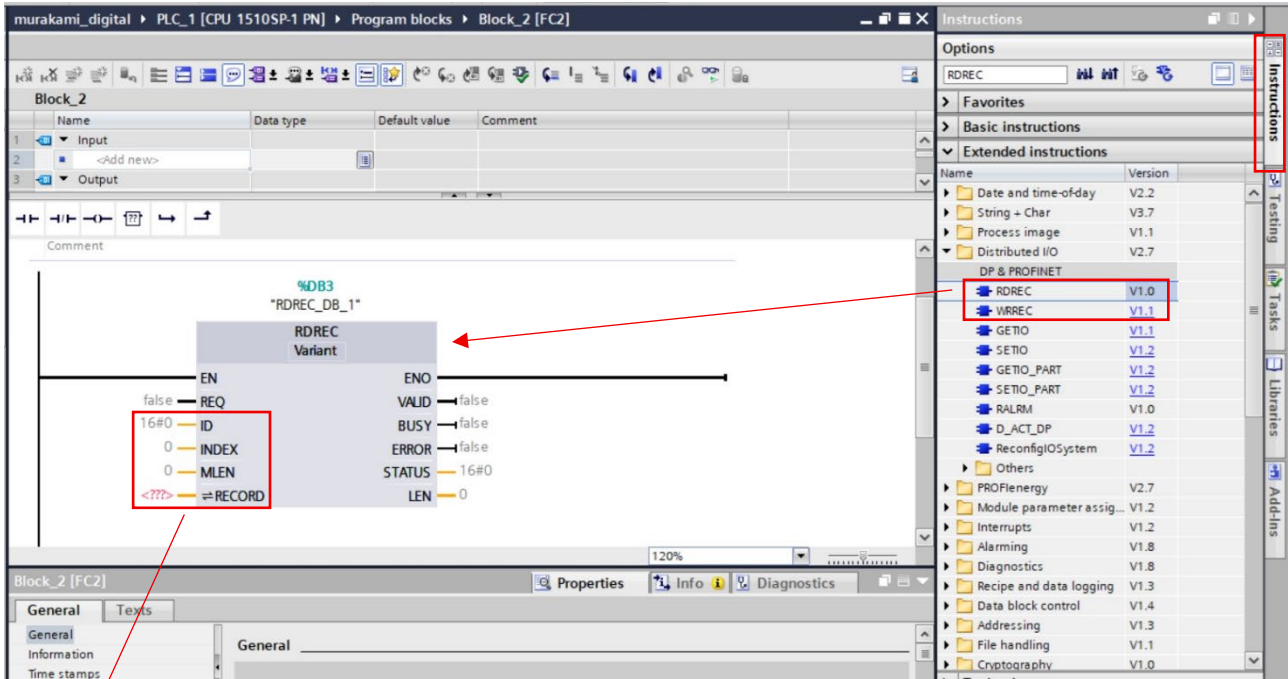 murakami_digital ▸ PLC_1 [CPU 1510SP-1 PN] ▸ Program blocks ▸ Block_2 [FC2]
Block_2
Name Data type Default value Comment
1 Input
2 <Add new>
3 Output
??
Comment
%DB3
"RDREC_DB_1"
RDREC
Variant
EN ENO
false REQ VALID false
16#0 ID BUSY false
0 INDEX ERROR false
0 MLEN STATUS 16#0
<???> RECORD LEN 0
120%
Block_2 [FC2] Properties Info Diagnostics
General Texts
General
Information
Time stamps
General
Instructions
Options
RDREC
Favorites
Basic instructions
Extended instructions
Name Version
Date and time-of-day V2.2
String + Char V3.7
Process image V1.1
Distributed I/O V2.7
DP & PROFINET
RDREC V1.0
WRREC V1.1
GETIO V1.1
SETIO V1.2
GETIO_PART V1.2
SETIO_PART V1.2
RALRM V1.0
D_ACT_DP V1.2
ReconfigIOSystem V1.2
Others
PROFIenergy V2.7
Module parameter assig... V1.2
Interrupts V1.2
Alarming V1.8
Diagnostics V1.8
Recipe and data logging V1.3
Data block control V1.4
Addressing V1.3
File handling V1.1
Cryptography V1.0
Instructions
Testing
Tasks
Libraries
Add-Ins